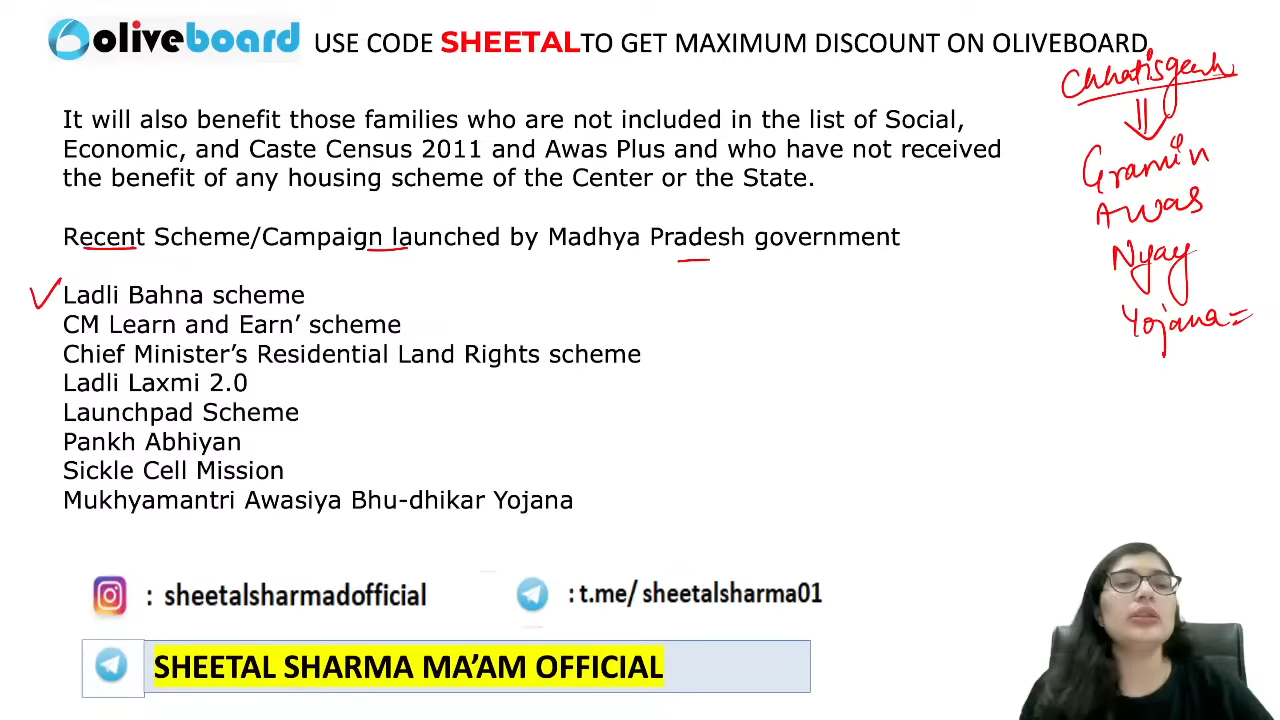 oliveboard USE CODE SHEETAL TO GET MAXIMUM DISCOUNT ON OLIVEBOARD
It will also benefit those families who are not included in the list of Social,
Economic, and Caste Census 2011 and Awas Plus and who have not received
the benefit of any housing scheme of the Center or the State.
Recent Scheme/Campaign launched by Madhya Pradesh government
Ladli Bahna scheme
CM Learn and Earn’ scheme
Chief Minister’s Residential Land Rights scheme
Ladli Laxmi 2.0
Launchpad Scheme
Pankh Abhiyan
Sickle Cell Mission
Mukhyamantri Awasiya Bhu-dhikar Yojana
Chhatisgarh
Gramin
Awas
Nyay
Yojana
: sheetalsharmadofficial
: t.me/ sheetalsharma01
SHEETAL SHARMA MA’AM OFFICIAL